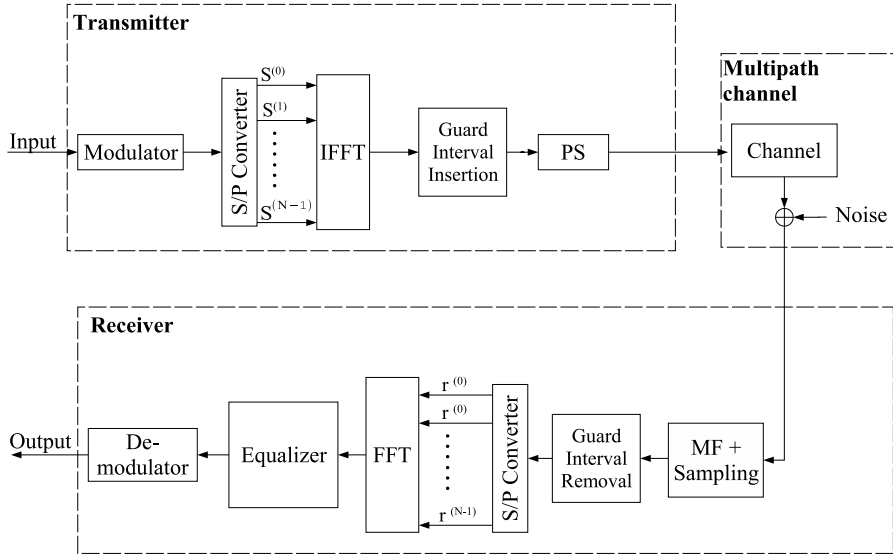 Transmitter
Input
Modulator
S/P Converter
S(0)
S(1)
S(N-1)
IFFT
Guard
Interval
Insertion
PS
Multipath
channel
Channel
Noise
Receiver
Output
De-
modulator
Equalizer
FFT
r (0)
r (0)
r (N-1)
S/P Converter
Guard
Interval
Removal
MF +
Sampling